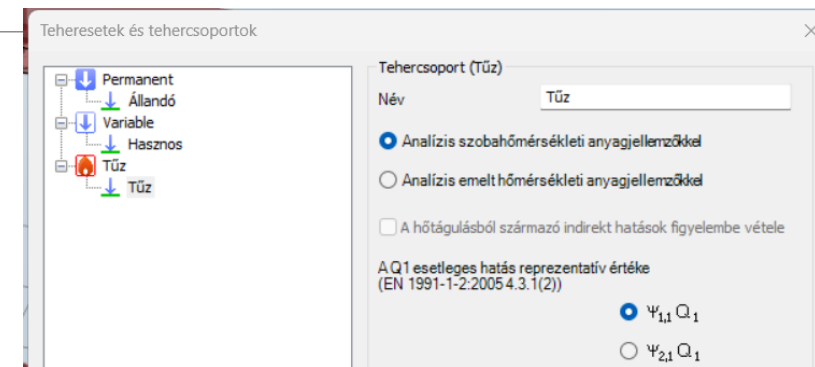 Teheresetek és tehercsoportok
Permanent
Állandó
Variable
Hasznos
Tűz
Tűz
Tehercsoport (Tűz)
Név
Tűz
Analízis szobahőmérsékleti anyagjellemzőkkel
Analízis emelt hőmérsékleti anyagjellemzőkkel
A hőtágulásból származó indirekt hatások figyelembe vétele
A Q1 esetleges hatás reprezentatív értéke
(EN 1991-1-2:2005 4.3.1(2))
Ψ1,1 Q1
Ψ2,1 Q1